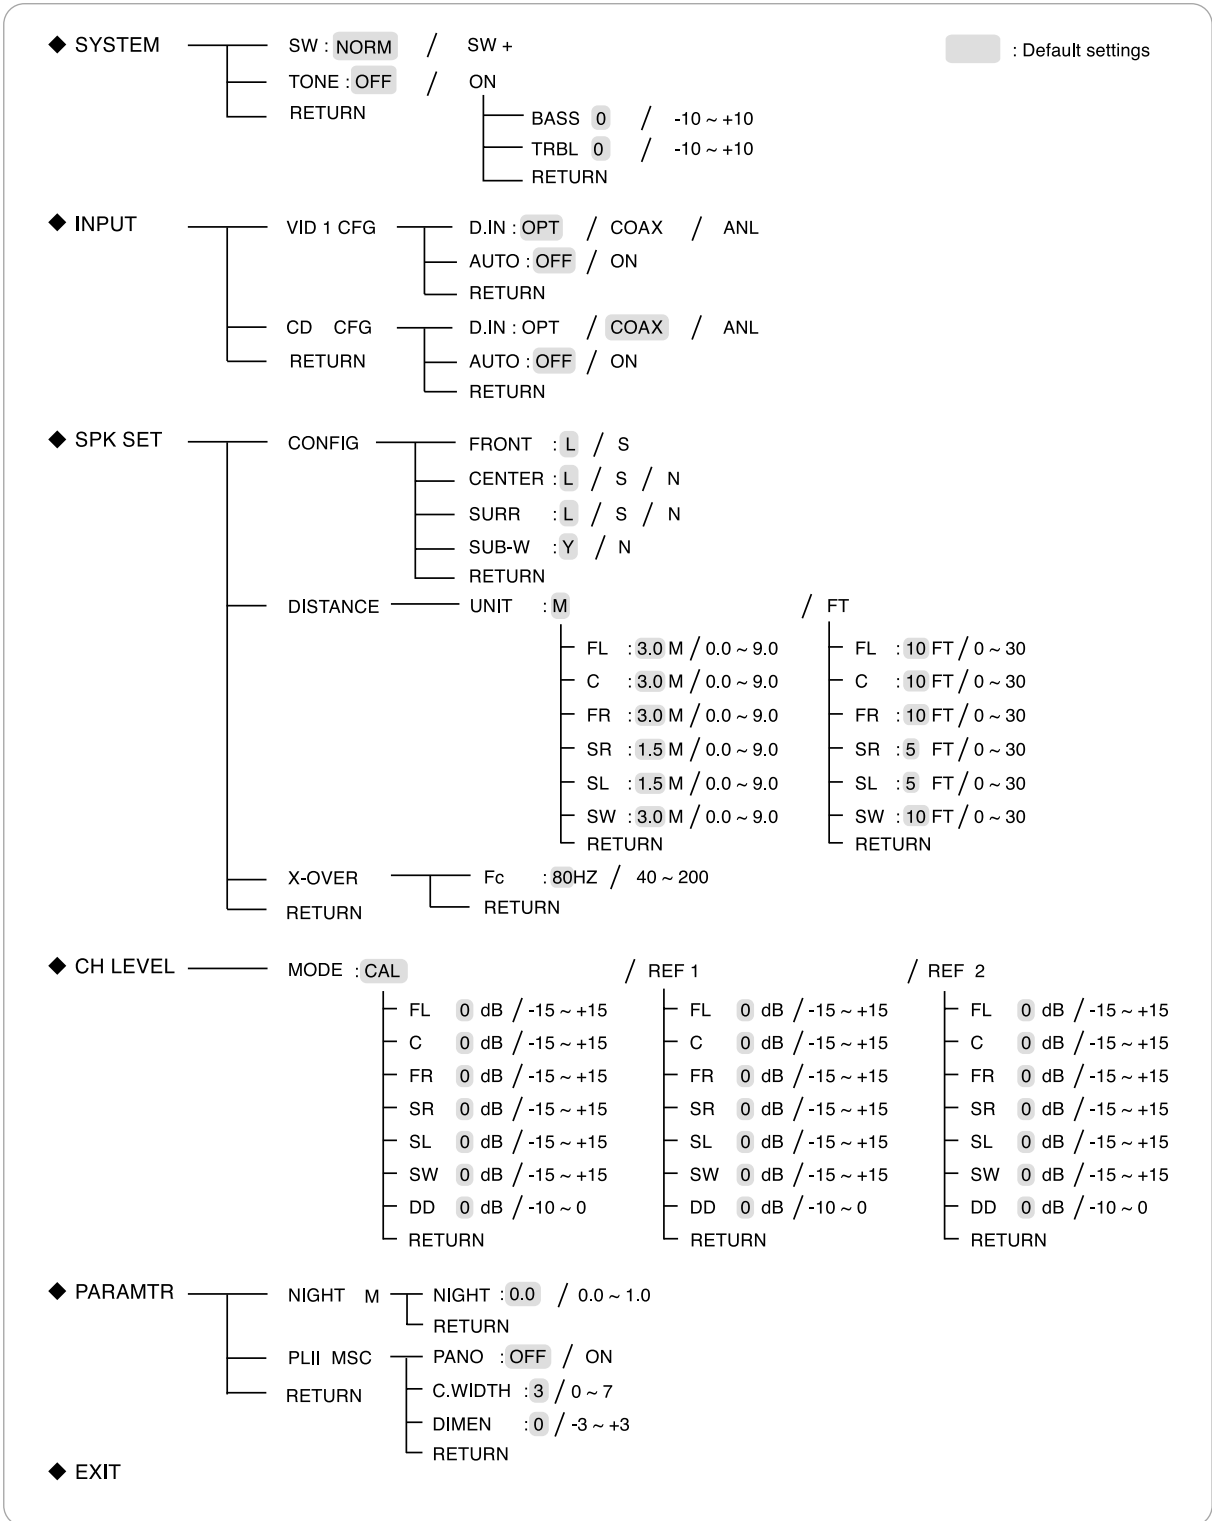 ◆ SYSTEM SW : NORM / SW + : Default settings
TONE : OFF / ON
RETURN
BASS 0 / -10 ~ +10
TRBL 0 / -10 ~ +10
RETURN
◆ INPUT VID 1 CFG D.IN : OPT / COAX / ANL
AUTO : OFF / ON
RETURN
CD CFG D.IN : OPT / COAX / ANL
RETURN AUTO : OFF / ON
RETURN
◆ SPK SET CONFIG FRONT : L / S
CENTER : L / S / N
SURR : L / S / N
SUB-W : Y / N
RETURN
DISTANCE UNIT : M / FT
FL : 3.0 M / 0.0 ~ 9.0 FL : 10 FT / 0 ~ 30
C : 3.0 M / 0.0 ~ 9.0 C : 10 FT / 0 ~ 30
FR : 3.0 M / 0.0 ~ 9.0 FR : 10 FT / 0 ~ 30
SR : 1.5 M / 0.0 ~ 9.0 SR : 5 FT / 0 ~ 30
SL : 1.5 M / 0.0 ~ 9.0 SL : 5 FT / 0 ~ 30
SW : 3.0 M / 0.0 ~ 9.0 SW : 10 FT / 0 ~ 30
RETURN RETURN
X-OVER Fc : 80HZ / 40 ~ 200
RETURN RETURN
◆ CH LEVEL MODE : CAL / REF 1 / REF 2
FL 0 dB / -15 ~ +15 FL 0 dB / -15 ~ +15 FL 0 dB / -15 ~ +15
C 0 dB / -15 ~ +15 C 0 dB / -15 ~ +15 C 0 dB / -15 ~ +15
FR 0 dB / -15 ~ +15 FR 0 dB / -15 ~ +15 FR 0 dB / -15 ~ +15
SR 0 dB / -15 ~ +15 SR 0 dB / -15 ~ +15 SR 0 dB / -15 ~ +15
SL 0 dB / -15 ~ +15 SL 0 dB / -15 ~ +15 SL 0 dB / -15 ~ +15
SW 0 dB / -15 ~ +15 SW 0 dB / -15 ~ +15 SW 0 dB / -15 ~ +15
DD 0 dB / -10 ~ 0 DD 0 dB / -10 ~ 0 DD 0 dB / -10 ~ 0
RETURN RETURN RETURN
◆ PARAMTR NIGHT M NIGHT : 0.0 / 0.0 ~ 1.0
RETURN
PLII MSC PANO : OFF / ON
RETURN C.WIDTH : 3 / 0 ~ 7
DIMEN : 0 / -3 ~ +3
RETURN
◆ EXIT